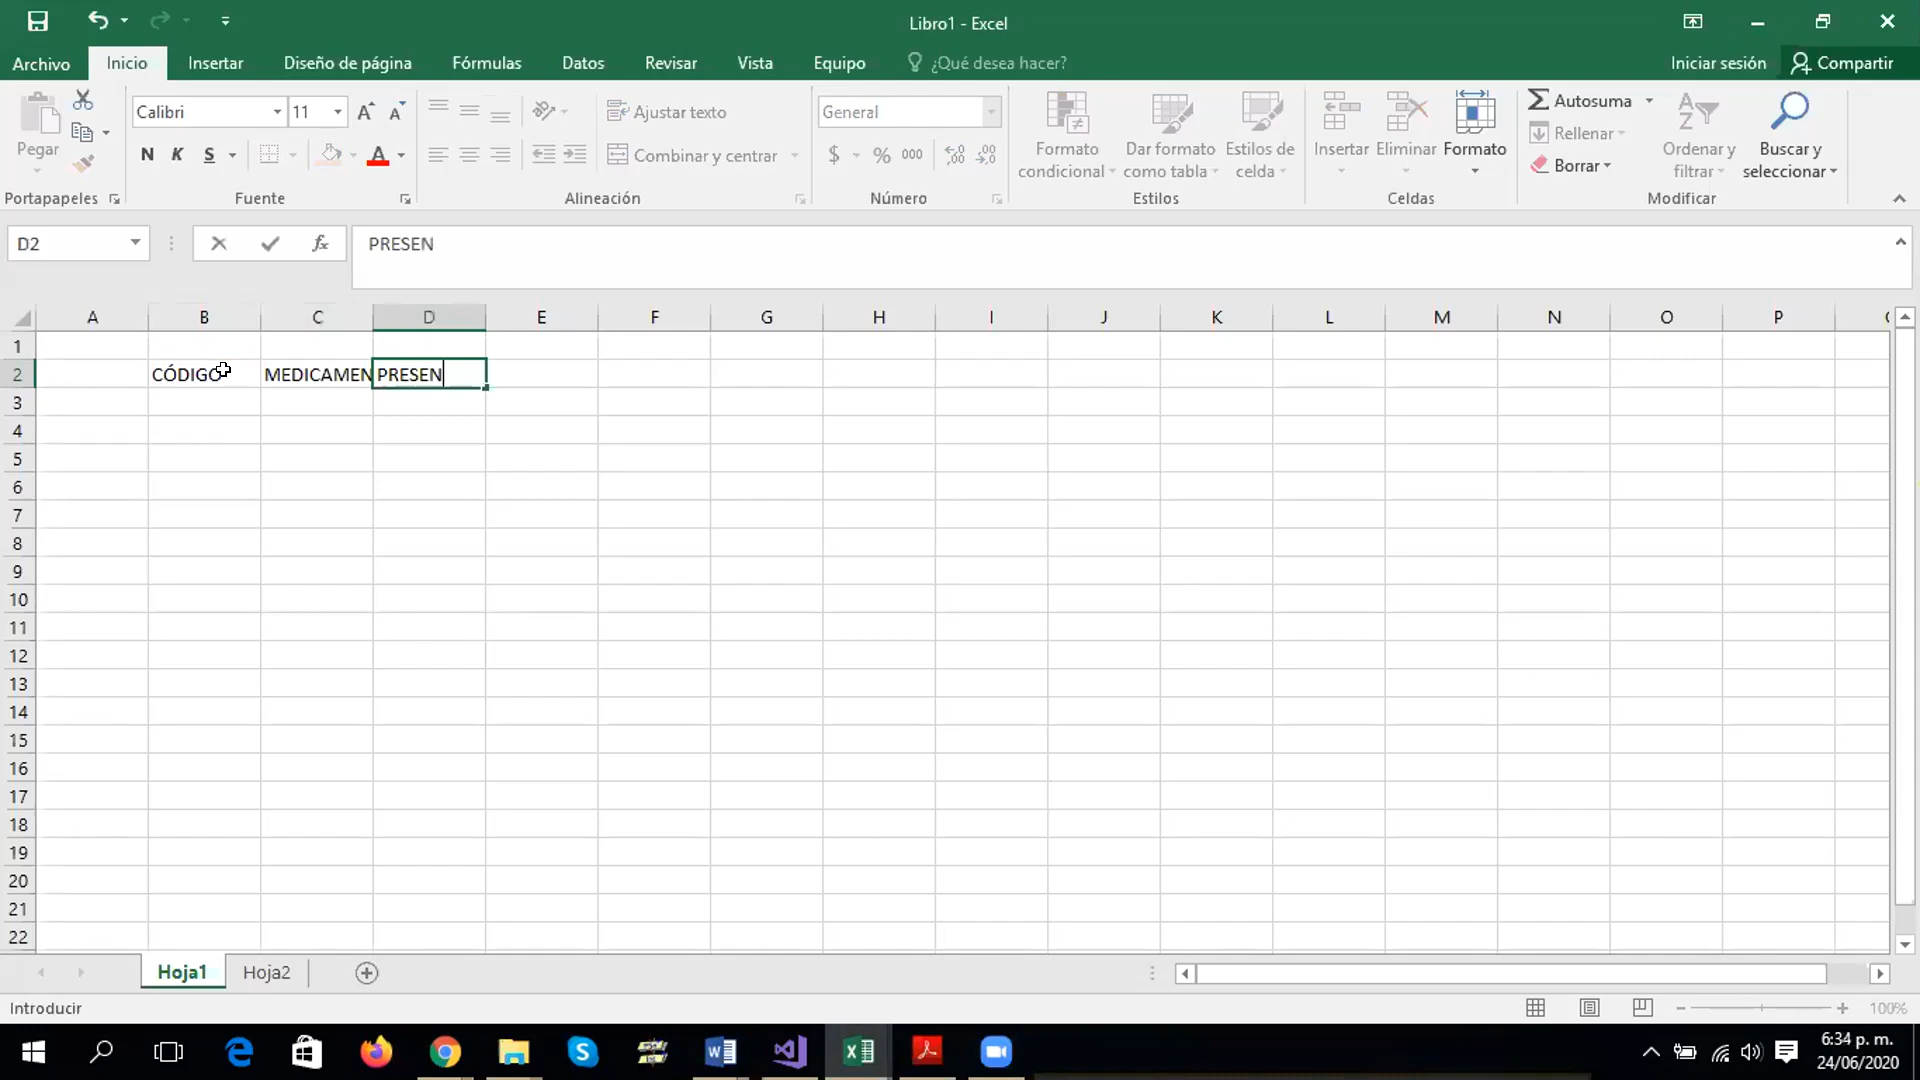 Libro1 - Excel
Archivo Inicio Insertar Diseño de página Fórmulas Datos Revisar Vista Equipo ¿Qué desea hacer? Iniciar sesión Compartir
Pegar
Calibri 11
N K S
Ajustar texto
Combinar y centrar
General
$ % 000
Formato condicional
Dar formato como tabla
Estilos de celda
Insertar Eliminar Formato
Autosuma
Rellenar
Borrar
Ordenar y filtrar
Buscar y seleccionar
Portapapeles Fuente Alineación Número Estilos Celdas Modificar
D2 fx PRESEN
A B C D E F G H I J K L M N O P
1
2 CÓDIGO MEDICAMEN PRESEN
3
4
5
6
7
8
9
10
11
12
13
14
15
16
17
18
19
20
21
22
Hoja1 Hoja2
Introducir 100%
6:34 p. m.
24/06/2020